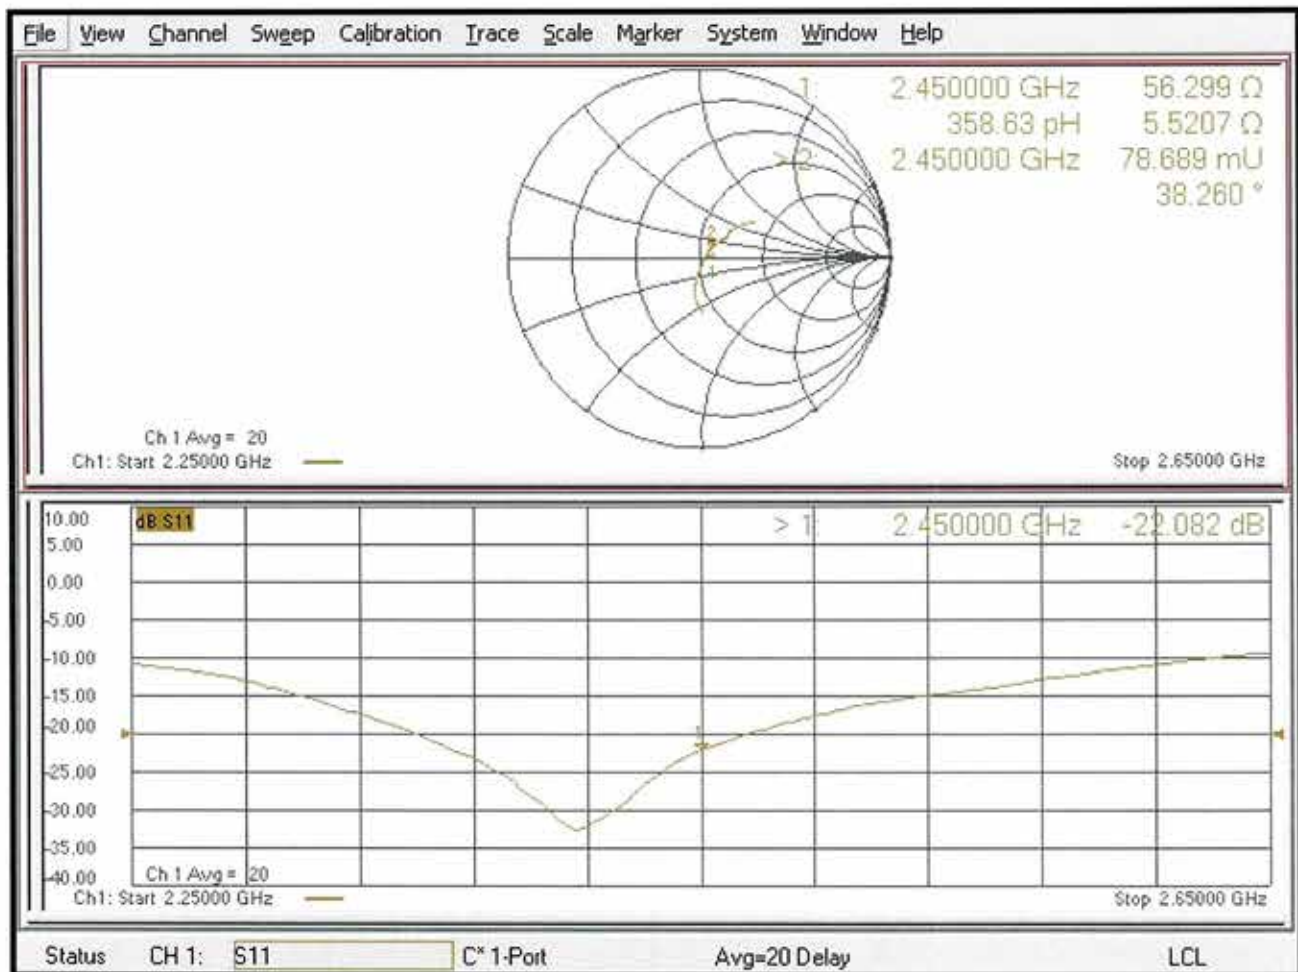 File View Channel Sweep Calibration Trace Scale Marker System Window Help
1: 2.450000 GHz 56.299 Ω
358.63 pH 5.5207 Ω
> 2: 2.450000 GHz 78.689 mU
38.260 °
2
1
Ch 1 Avg = 20
Ch1: Start 2.25000 GHz
Stop 2.65000 GHz
10.00
dB S11
> 1: 2.450000 GHz -22.082 dB
5.00
0.00
-5.00
-10.00
-15.00
-20.00
1
-25.00
-30.00
-35.00
-40.00
Ch 1 Avg = 20
Ch1: Start 2.25000 GHz
Stop 2.65000 GHz
Status CH 1: S11 C* 1-Port Avg=20 Delay LCL